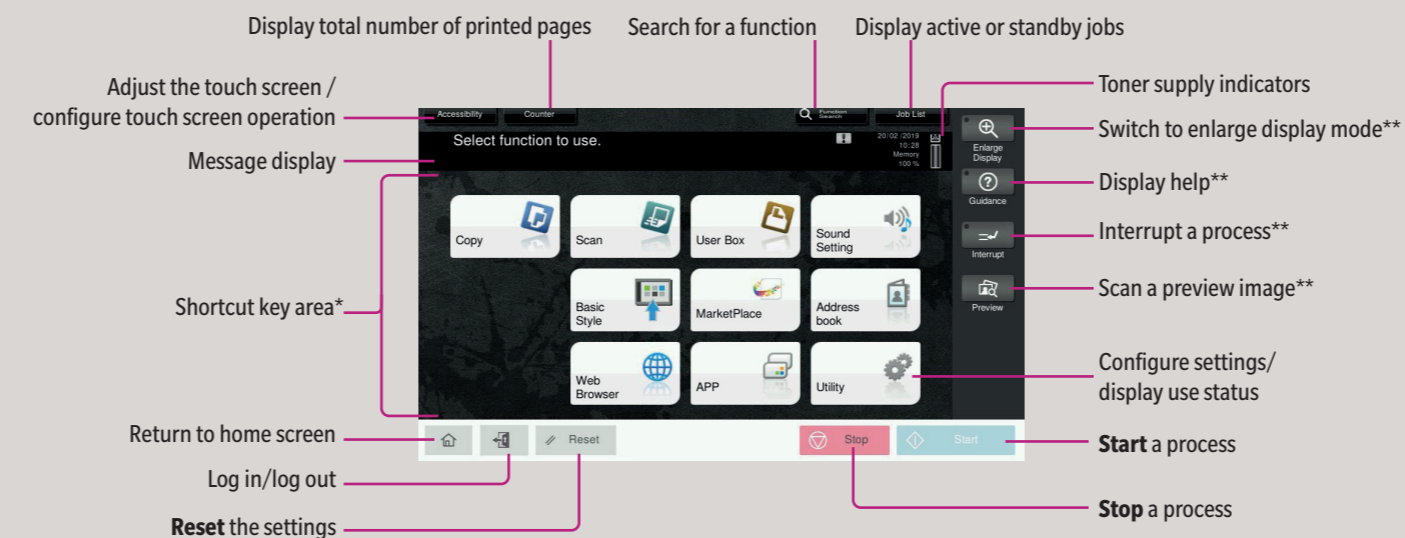 Display total number of printed pages
Search for a function
Display active or standby jobs
Adjust the touch screen /
configure touch screen operation
Message display
Shortcut key area*
Return to home screen
Log in/log out
Reset the settings
Accessibility
Counter
Function
Search
Job List
Select function to use.
20/02 /2019
10:28
Memory
100 %
Copy
Scan
User Box
Sound
Setting
Basic
Style
MarketPlace
Address
book
Web
Browser
APP
Utility
Reset
Stop
Start
Enlarge
Display
Guidance
Interrupt
Preview
Toner supply indicators
Switch to enlarge display mode**
Display help**
Interrupt a process**
Scan a preview image**
Configure settings/
display use status
Start a process
Stop a process